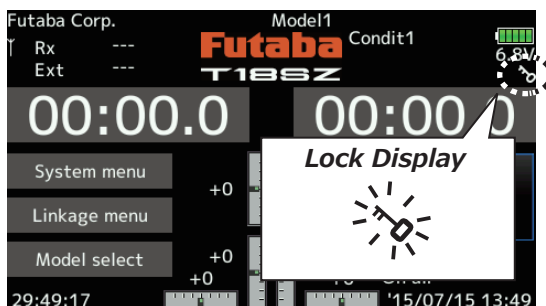 Futaba Corp.
Model1
Rx ---
Ext ---
Futaba
T18SZ
Condit1
6.8V
00:00.0
00:00.0
Lock Display
System menu
Linkage menu
Model select
+0
+0
+0
29:49:17
'15/07/15 13:49